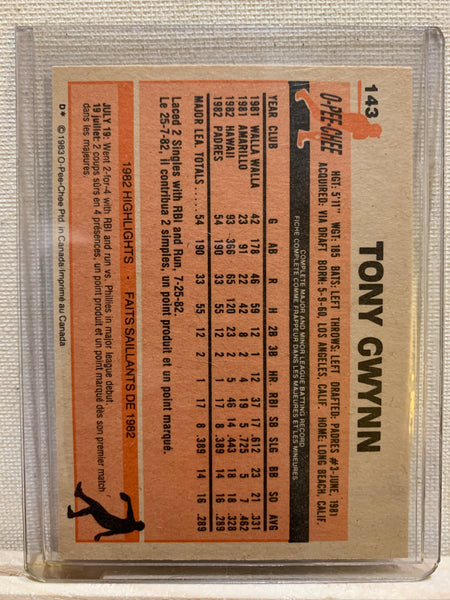 143
O-PEE-CHEE
TONY GWYNN
HGT: 5'11" WGT: 185 BATS: LEFT THROWS: LEFT DRAFTED: PADRES #3-JUNE, 1981
ACQUIRED: VIA DRAFT BORN: 5-9-60, LOS ANGELES, CALIF. HOME: LONG BEACH, CALIF.
COMPLETE MAJOR AND MINOR LEAGUE BATTING RECORD
FICHE COMPLETE COMME FRAPPEUR DANS LES MAJEURES ET LES MINEURES
YEAR CLUB G AB R H 2B 3B HR. RBI SB SLG BB SO AVG
1981 WALLA WALLA 42 178 46 59 12 1 12 37 17 .612 23 21 .331
1981 AMARILLO 23 91 22 42 8 2 4 19 5 .725 5 7 .462
1982 HAWAII 93 366 65 120 23 2 5 46 14 .443 18 18 .328
1982 PADRES 54 190 33 55 12 2 1 17 8 .389 14 16 .289
MAJOR LEA. TOTALS 54 190 33 55 12 2 1 17 8 .389 14 16 .289
Laced 2 Singles with RBI and Run, 7-25-82.
Le 25-7-82, il contribua 2 simples, un point produit et un point marqué.
1982 HIGHLIGHTS - FAITS SAILLANTS DE 1982
JULY 19: Went 2-for-4 with RBI and run vs. Phillies in major league debut.
19 juillet: 2 coups sûrs en 4 présences, un point produit et un point marqué dès son premier match
dans les majeures.
D* © 1983 O-Pee-Chee Ptd. in Canada-Imprimé au Canada